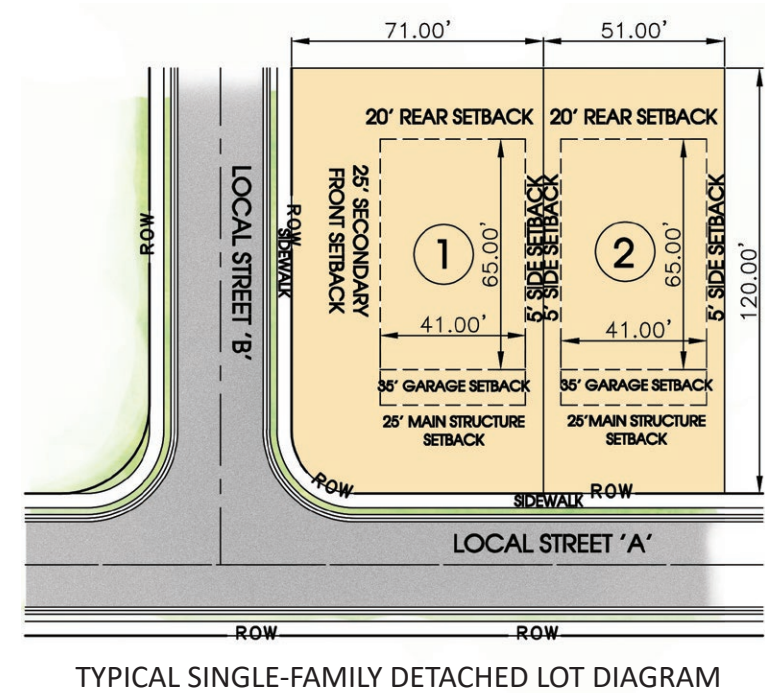 71.00'
51.00'
20' REAR SETBACK
20' REAR SETBACK
LOCAL STREET 'B'
ROW
ROW
SIDEWALK
25' SECONDARY
FRONT SETBACK
1
65.00'
41.00'
5' SIDE SETBACK
5' SIDE SETBACK
2
65.00'
41.00'
5' SIDE SETBACK
120.00'
35' GARAGE SETBACK
35' GARAGE SETBACK
25' MAIN STRUCTURE
SETBACK
25' MAIN STRUCTURE
SETBACK
ROW
ROW
SIDEWALK
LOCAL STREET 'A'
ROW
ROW
TYPICAL SINGLE-FAMILY DETACHED LOT DIAGRAM